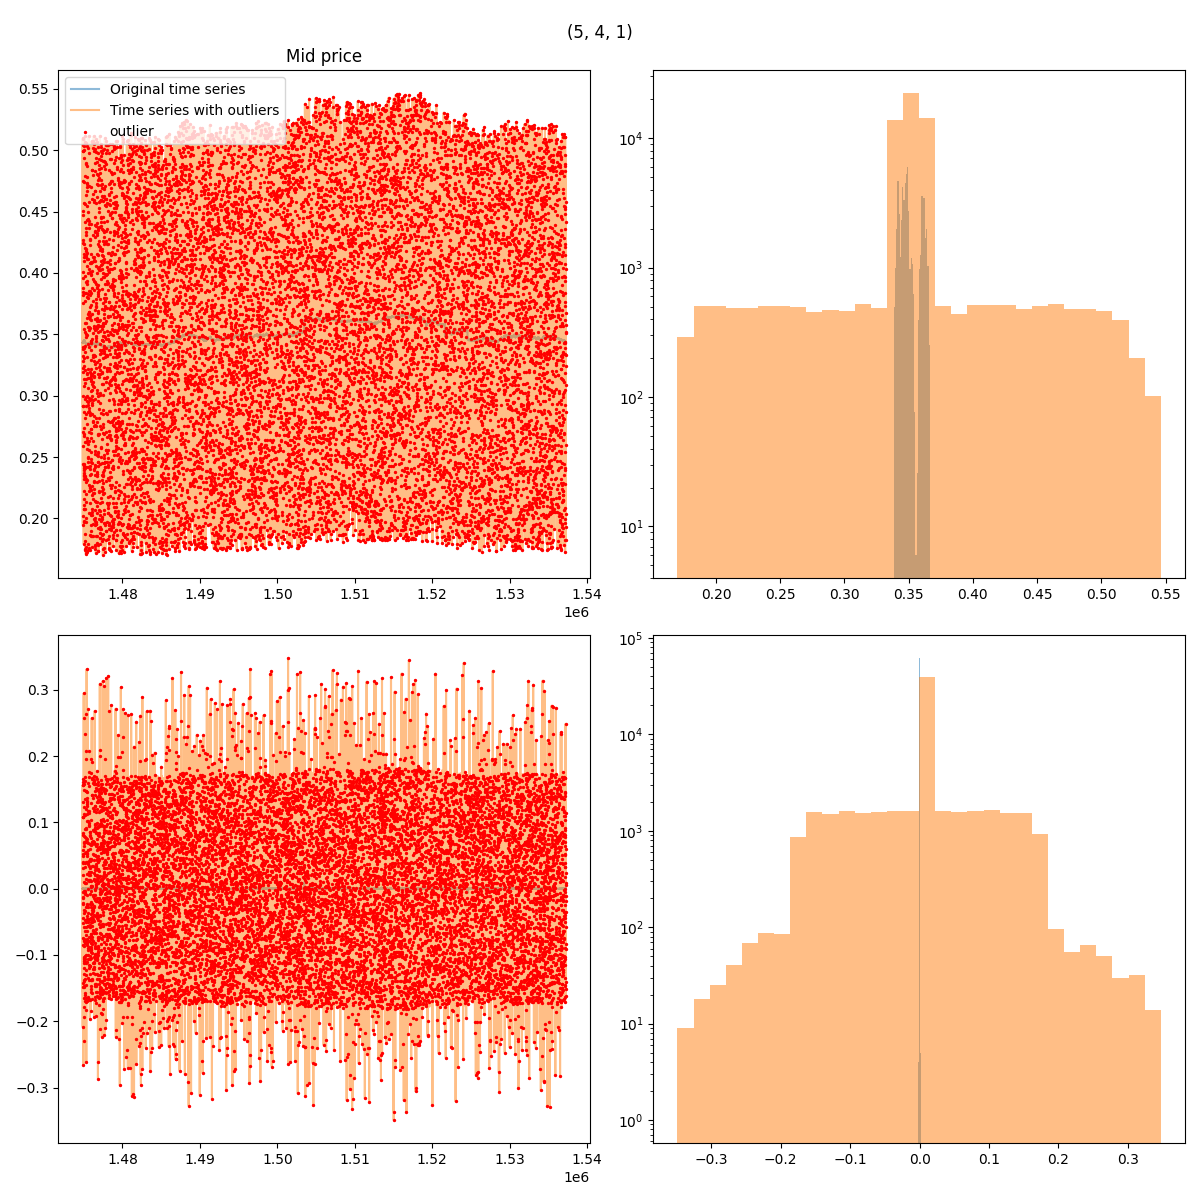 (5, 4, 1)
Mid price
Original time series
Time series with outliers
outlier
0.55
0.50
0.45
0.40
0.35
0.30
0.25
0.20
1.48 1.49 1.50 1.51 1.52 1.53 1.54
1e6
10^4
10^3
10^2
10^1
0.20 0.25 0.30 0.35 0.40 0.45 0.50 0.55
0.3
0.2
0.1
0.0
−0.1
−0.2
−0.3
1.48 1.49 1.50 1.51 1.52 1.53 1.54
1e6
10^5
10^4
10^3
10^2
10^1
10^0
−0.3 −0.2 −0.1 0.0 0.1 0.2 0.3